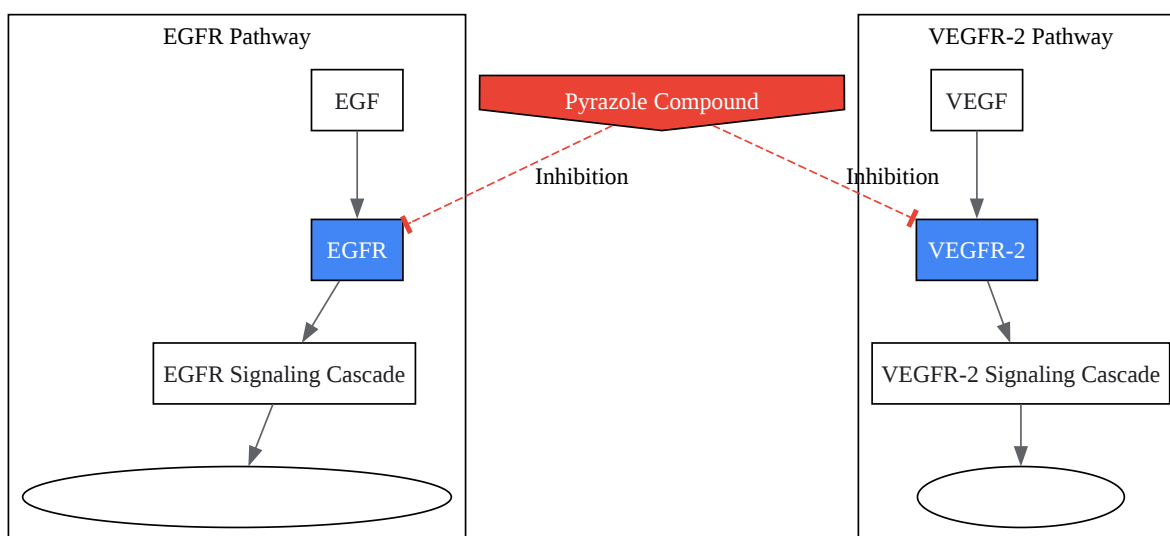 EGFR Pathway
EGF
EGFR
EGFR Signaling Cascade
Pyrazole Compound
Inhibition
Inhibition
VEGFR-2 Pathway
VEGF
VEGFR-2
VEGFR-2 Signaling Cascade